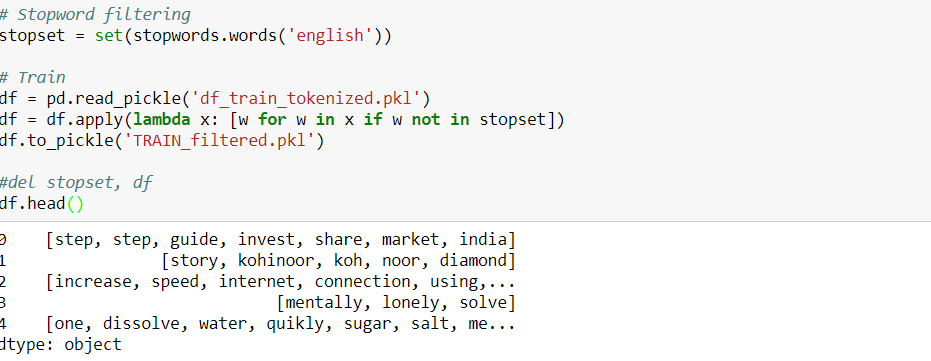 # Stopword filtering
stopset = set(stopwords.words('english'))
# Train
df = pd.read_pickle('df_train_tokenized.pkl')
df = df.apply(lambda x: [w for w in x if w not in stopset])
df.to_pickle('TRAIN_filtered.pkl')
#del stopset, df
df.head()
0 [step, step, guide, invest, share, market, india]
1 [story, kohinoor, koh, noor, diamond]
2 [increase, speed, internet, connection, using,...
3 [mentally, lonely, solve]
4 [one, dissolve, water, quikly, sugar, salt, me...
dtype: object